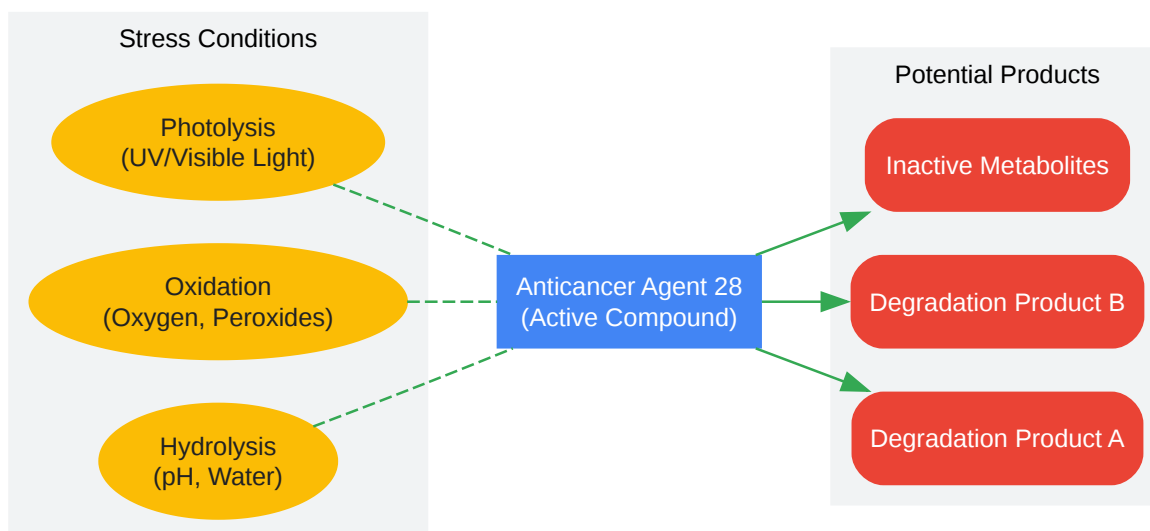 Stress Conditions
Photolysis
(UV/Visible Light)
Oxidation
(Oxygen, Peroxides)
Hydrolysis
(pH, Water)
Anticancer Agent 28
(Active Compound)
Potential Products
Inactive Metabolites
Degradation Product B
Degradation Product A